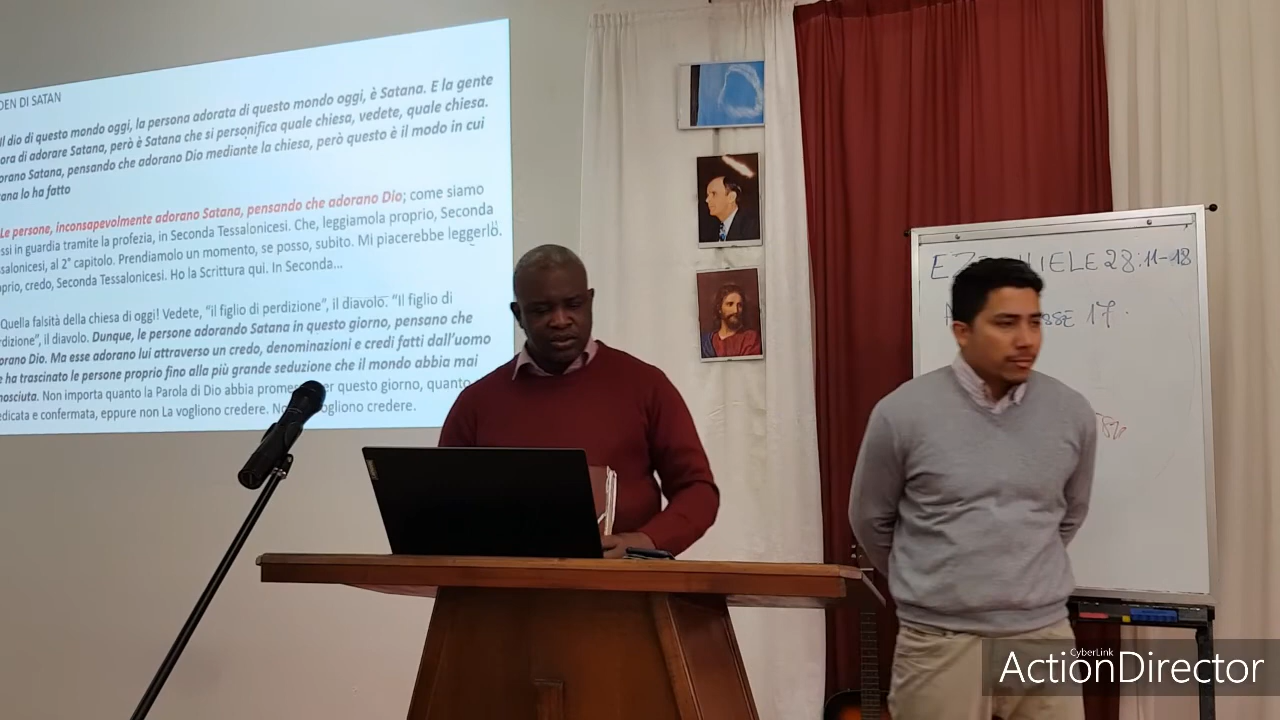 DEN DI SATAN
Il dio di questo mondo oggi, la persona adorata di questo mondo oggi, è Satana. E la gente
ora di adorare Satana, però è Satana che si personifica quale chiesa, vedete, quale chiesa.
orano Satana, pensando che adorano Dio mediante la chiesa, però questo è il modo in cui
ana lo ha fatto
Le persone, inconsapevolmente adorano Satana, pensando che adorano Dio; come siamo
essi in guardia tramite la profezia, in Seconda Tessalonicesi. Che, leggiamola proprio, Seconda
ssalonicesi, al 2° capitolo. Prendiamolo un momento, se posso, subito. Mi piacerebbe leggerlo.
oprio, credo, Seconda Tessalonicesi. Ho la Scrittura qui. In Seconda...
Quella falsità della chiesa di oggi! Vedete, "il figlio di perdizione", il diavolo. "Il figlio di
rdizione", il diavolo. Dunque, le persone adorando Satana in questo giorno, pensano che
orano Dio. Ma esse adorano lui attraverso un credo, denominazioni e credi fatti dall'uomo
e ha trascinato le persone proprio fino alla più grande seduzione che il mondo abbia mai
nosciuta. Non importa quanto la Parola di Dio abbia per questo giorno, quanto
edicata e confermata, eppure non La vogliono credere. vogliono credere.
28:11-18
17.
Lenovo
CyberLink
ActionDirector